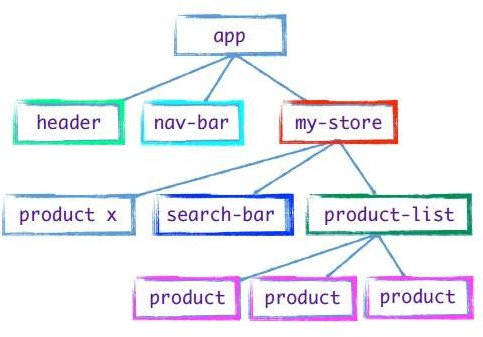 app
header
nav-bar
my-store
product x
search-bar
product-list
product
product
product